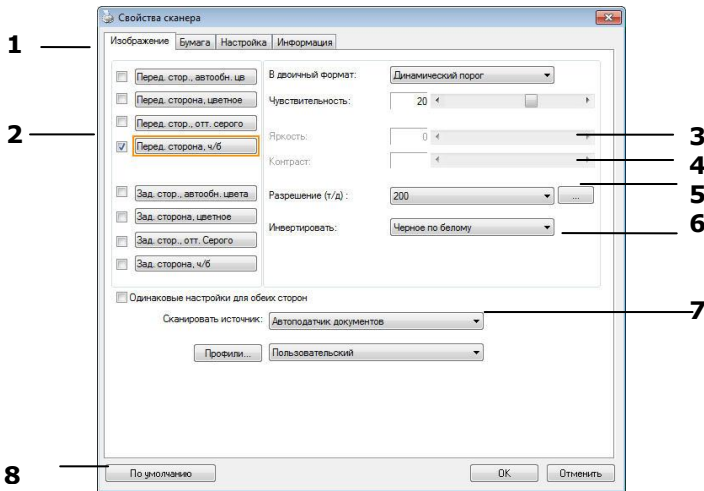 Свойства сканера
1
Изображение Бумага Настройка Информация
Перед. стор., автообн. цв
В двоичный формат: Динамический порог
Перед. сторона, цветное
Чувствительность: 20
Перед. стор., отт. серого
2
Яркость: 0
3
Перед. сторона, ч/б
Контраст:
4
Зад. стор., автообн. цвета
Разрешение (т/д) : 200 ...
5
Зад. сторона, цветное
Инвертировать: Черное по белому
6
Зад. стор., отт. Серого
Зад. сторона, ч/б
Одинаковые настройки для обеих сторон
Сканировать источник: Автоподатчик документов
7
Профили... Пользовательский
8
По умолчанию OK Отменить